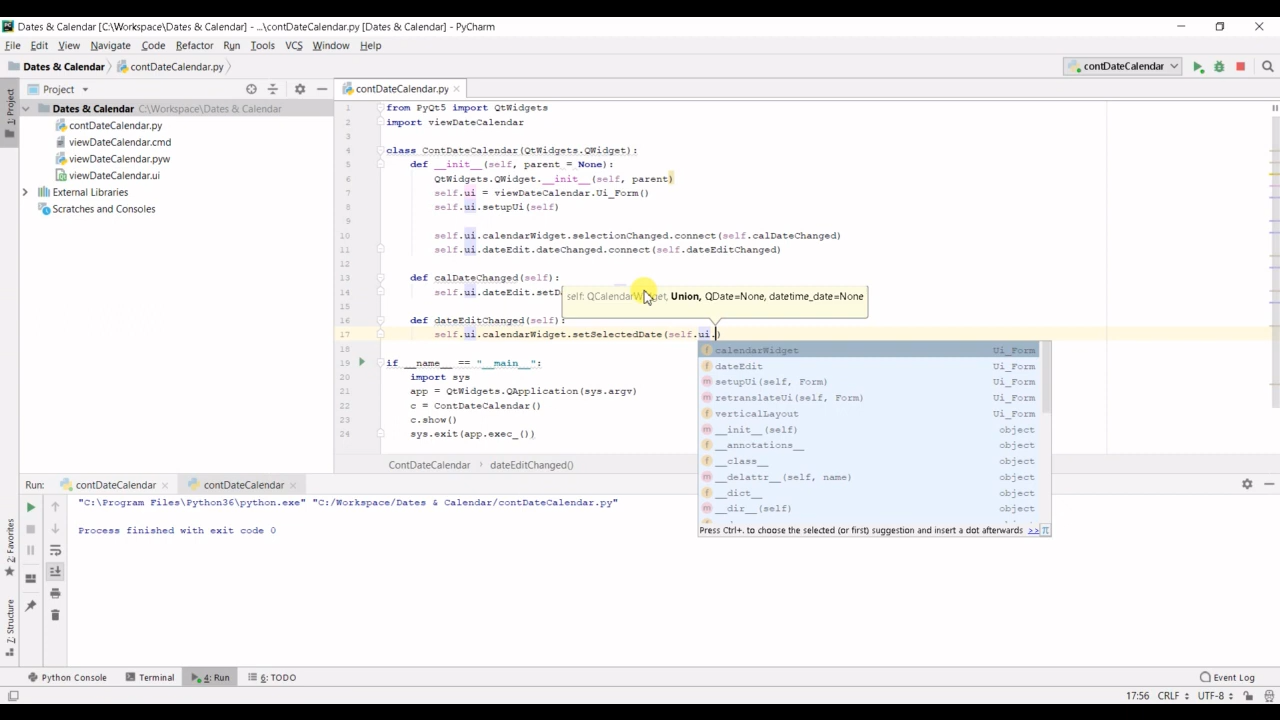 Dates & Calendar [C:\Workspace\Dates & Calendar] - ...\contDateCalendar.py [Dates & Calendar] - PyCharm
File Edit View Navigate Code Refactor Run Tools VCS Window Help
Dates & Calendar contDateCalendar.py contDateCalendar
Project contDateCalendar.py
1: Project
Dates & Calendar C:\Workspace\Dates & Calendar
contDateCalendar.py
viewDateCalendar.cmd
viewDateCalendar.pyw
viewDateCalendar.ui
External Libraries
Scratches and Consoles
1 from PyQt5 import QtWidgets
2 import viewDateCalendar
3
4 class ContDateCalendar(QtWidgets.QWidget):
5 def __init__(self, parent = None):
6 QtWidgets.QWidget.__init__(self, parent)
7 self.ui = viewDateCalendar.Ui_Form()
8 self.ui.setupUi(self)
9
10 self.ui.calendarWidget.selectionChanged.connect(self.calDateChanged)
11 self.ui.dateEdit.dateChanged.connect(self.dateEditChanged)
12
13 def calDateChanged(self):
14 self.ui.dateEdit.setD
self: QCalendarWidget, Union, QDate=None, datetime_date=None
15
16 def dateEditChanged(self):
17 self.ui.calendarWidget.setSelectedDate(self.ui.)
18
19 if __name__ == "__main__":
20 import sys
21 app = QtWidgets.QApplication(sys.argv)
22 c = ContDateCalendar()
23 c.show()
24 sys.exit(app.exec_())
calendarWidget Ui_Form
dateEdit Ui_Form
setupUi(self, Form) Ui_Form
retranslateUi(self, Form) Ui_Form
verticalLayout Ui_Form
__init__(self) object
__annotations__ object
__class__ object
__delattr__(self, name) object
__dict__ object
__dir__(self) object
Press Ctrl+. to choose the selected (or first) suggestion and insert a dot afterwards >> π
ContDateCalendar dateEditChanged()
Run: contDateCalendar contDateCalendar
"C:\Program Files\Python36\python.exe" "C:/Workspace/Dates & Calendar/contDateCalendar.py"
Process finished with exit code 0
2: Favorites
7: Structure
Python Console Terminal 4: Run 6: TODO Event Log
17:56 CRLF UTF-8